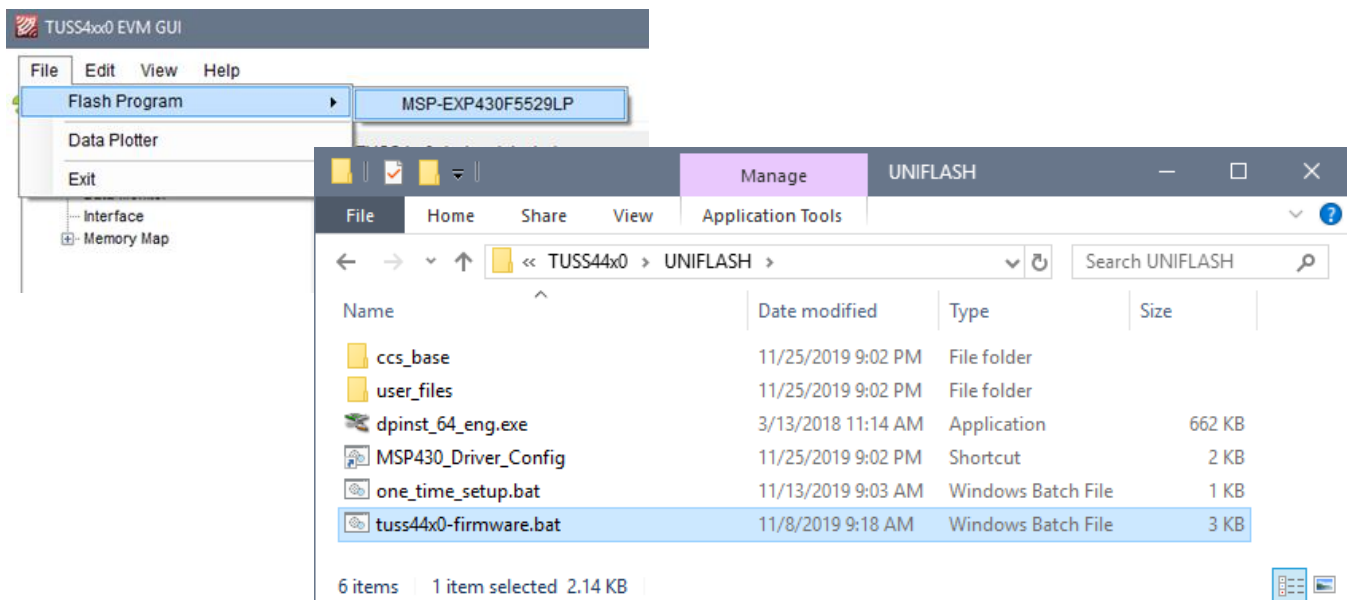 TUSS4xx0 EVM GUI
File Edit View Help
Flash Program
MSP-EXP430F5529LP
Data Plotter
Exit
Interface
Memory Map
Manage UNIFLASH
File Home Share View Application Tools
« TUSS44x0 > UNIFLASH > Search UNIFLASH
Name Date modified Type Size
ccs_base 11/25/2019 9:02 PM File folder
user_files 11/25/2019 9:02 PM File folder
dpinst_64_eng.exe 3/13/2018 11:14 AM Application 662 KB
MSP430_Driver_Config 11/25/2019 9:02 PM Shortcut 2 KB
one_time_setup.bat 11/13/2019 9:03 AM Windows Batch File 1 KB
tuss44x0-firmware.bat 11/8/2019 9:18 AM Windows Batch File 3 KB
6 items 1 item selected 2.14 KB